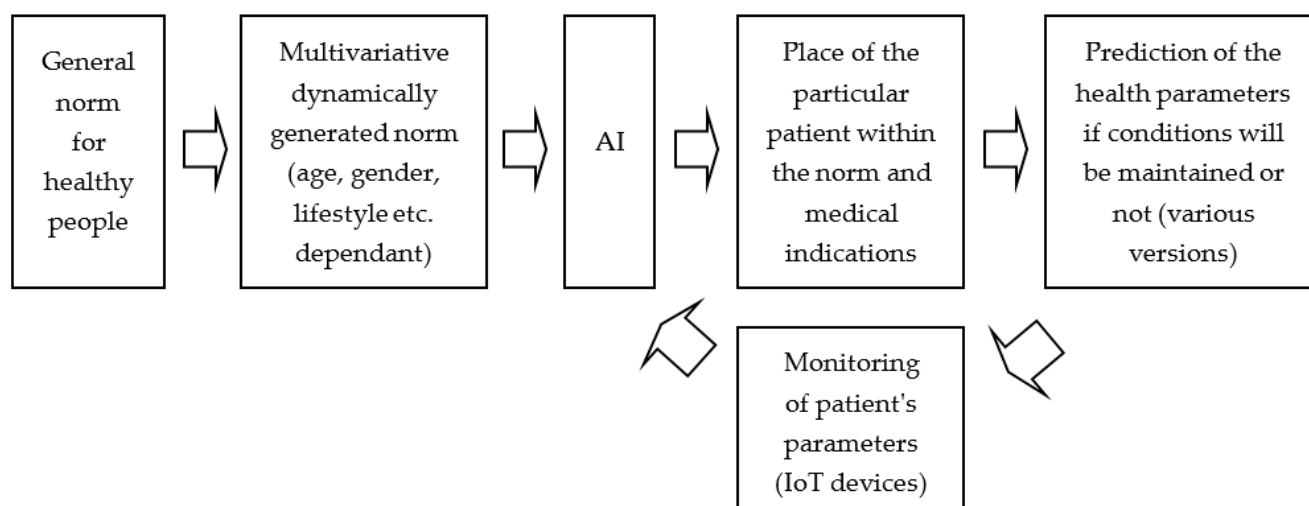 General
norm
for
healthy
people
Multivariative
dynamically
generated norm
(age, gender,
lifestyle etc.
dependant)
AI
Place of the
particular
patient within
the norm and
medical
indications
Prediction of the
health parameters
if conditions will
be maintained or
not (various
versions)
Monitoring
of patient's
parameters
(IoT devices)